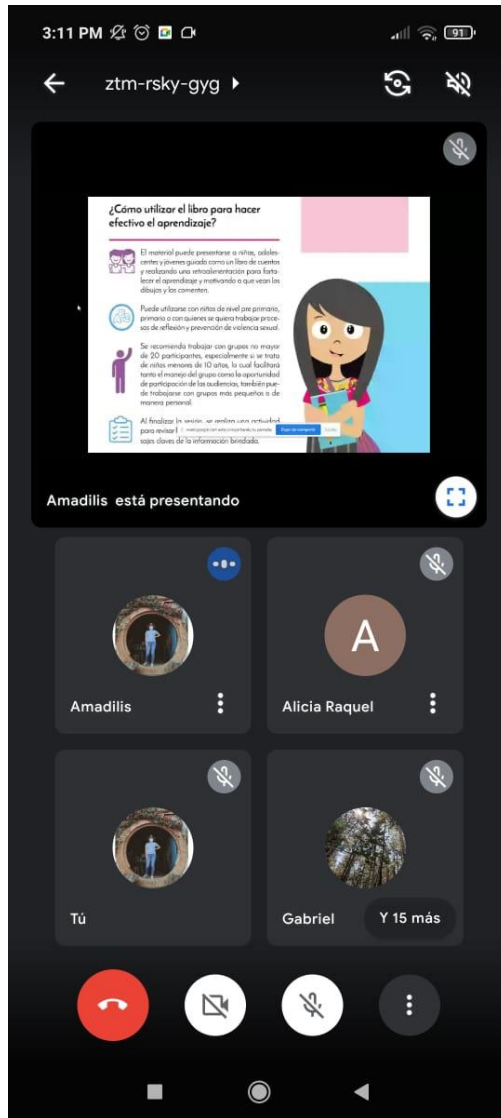 3:11 PM
91
ztm-rsky-gyg
¿Cómo utilizar el libro para hacer
efectivo el aprendizaje?
El material puede presentarse a niñas, adoles-
centes y jóvenes guiado como un libro de cuentos
y realizando una retroalimentación para forta-
lecer el aprendizaje y motivando a que vean los
dibujos y los comenten.
Puede utilizarse con niñas de nivel pre primario,
primario o con quienes se quiera trabajar proce-
sos de reflexión y prevención de violencia sexual.
Se recomienda trabajar con grupos no mayor
de 20 participantes, especialmente si se trata
de niñas menores de 10 años, lo cual facilitará
tanto el manejo del grupo como la oportunidad
de participación de las audiencias, también pue-
de trabajarse con grupos más pequeños o de
manera personal.
Al finalizar la sesión, se realiza una actividad
para revisar
sajes claves de la información brindada.
Amadilis está presentando
Amadilis
Alicia Raquel
Tú
Gabriel
Y 15 más
A